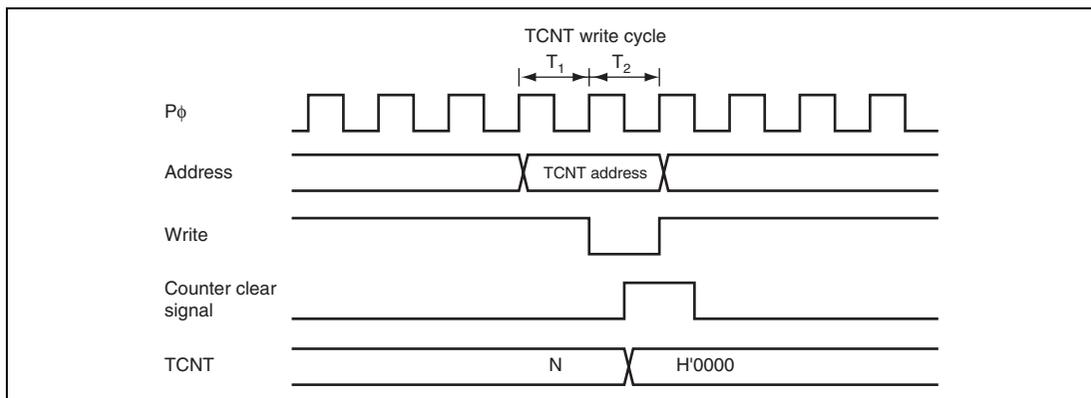 TCNT write cycle
T1 T2
Pϕ
Address
TCNT address
Write
Counter clear
signal
TCNT
N
H'0000